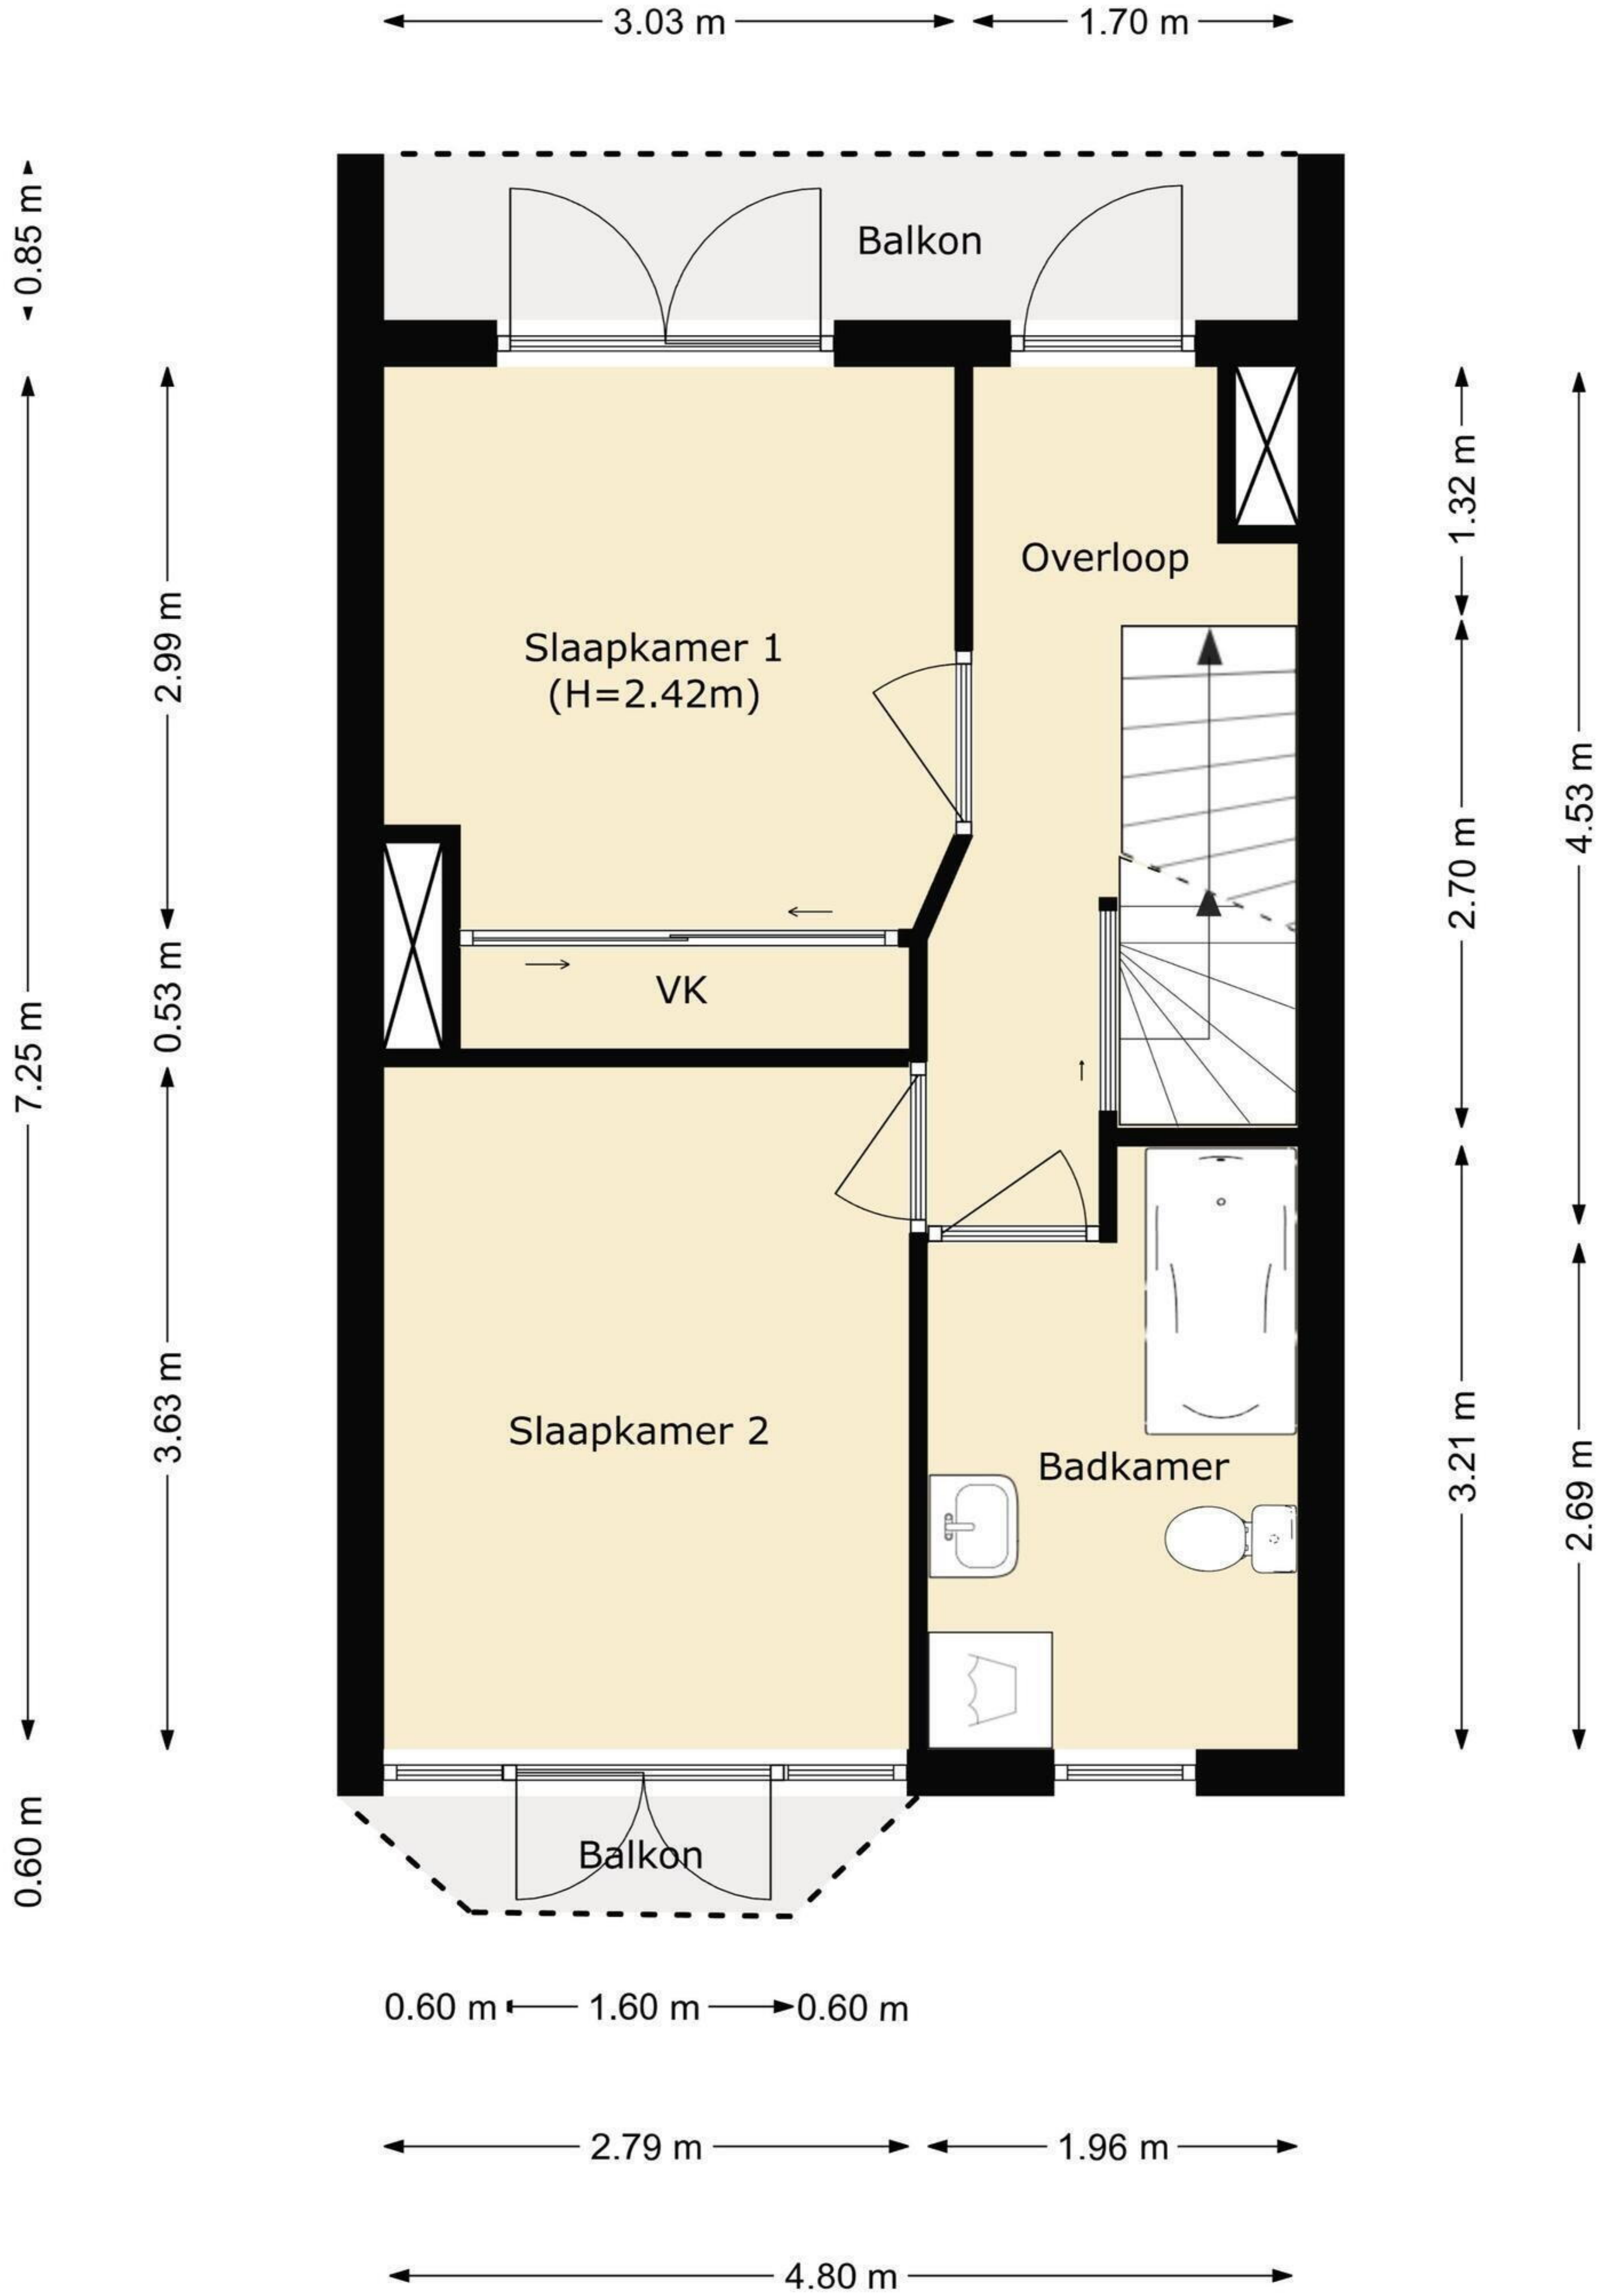 3.03 m
1.70 m
0.85 m
Balkon
1.32 m
Overloop
2.99 m
Slaapkamer 1
(H=2.42m)
4.53 m
2.70 m
0.53 m
VK
7.25 m
3.63 m
Slaapkamer 2
Badkamer
3.21 m
2.69 m
0.60 m
Balkon
0.60 m
1.60 m
0.60 m
2.79 m
1.96 m
4.80 m